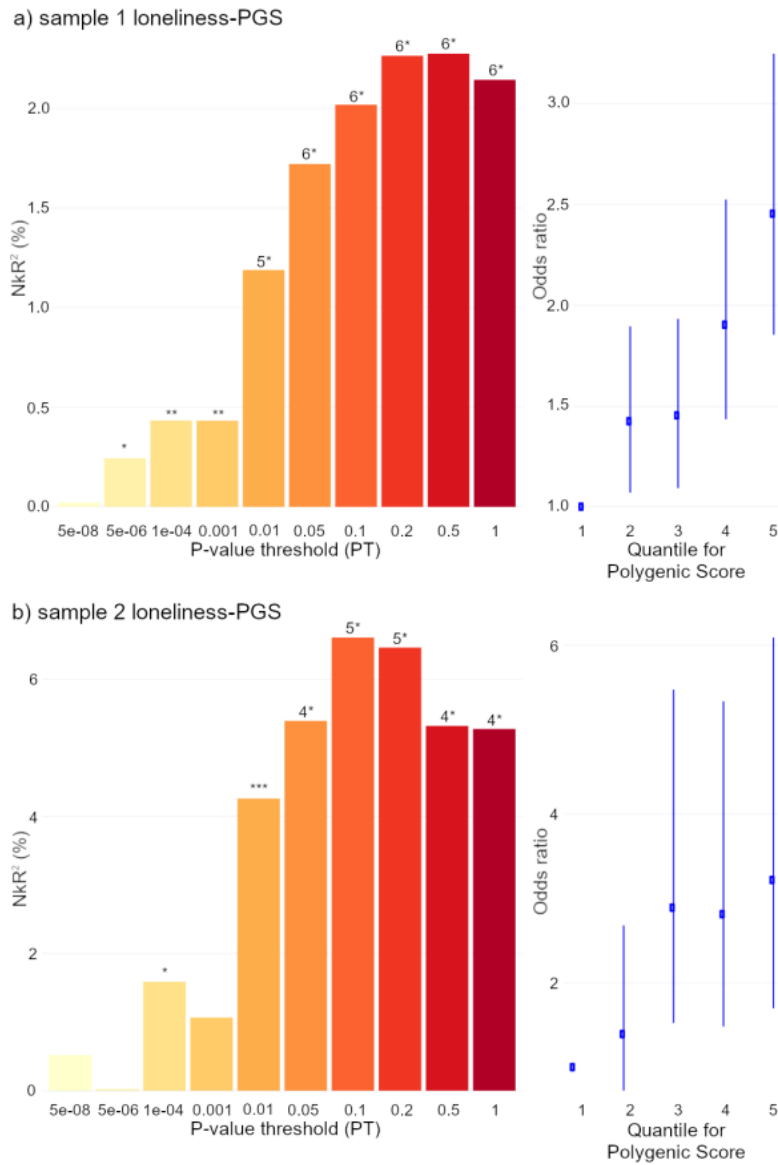 a) sample 1 loneliness-PGS
NkR² (%)
2.0
1.5
1.0
0.5
0.0
*
**
**
5*
6*
6*
6*
6*
6*
5e-08 5e-06 1e-04 0.001 0.01 0.05 0.1 0.2 0.5 1
P-value threshold (PT)
Odds ratio
3.0
2.5
2.0
1.5
1.0
1 2 3 4 5
Quantile for
Polygenic Score
b) sample 2 loneliness-PGS
NkR² (%)
6
4
2
0
*
***
4*
5*
5*
4*
4*
5e-08 5e-06 1e-04 0.001 0.01 0.05 0.1 0.2 0.5 1
P-value threshold (PT)
Odds ratio
6
4
2
1 2 3 4 5
Quantile for
Polygenic Score